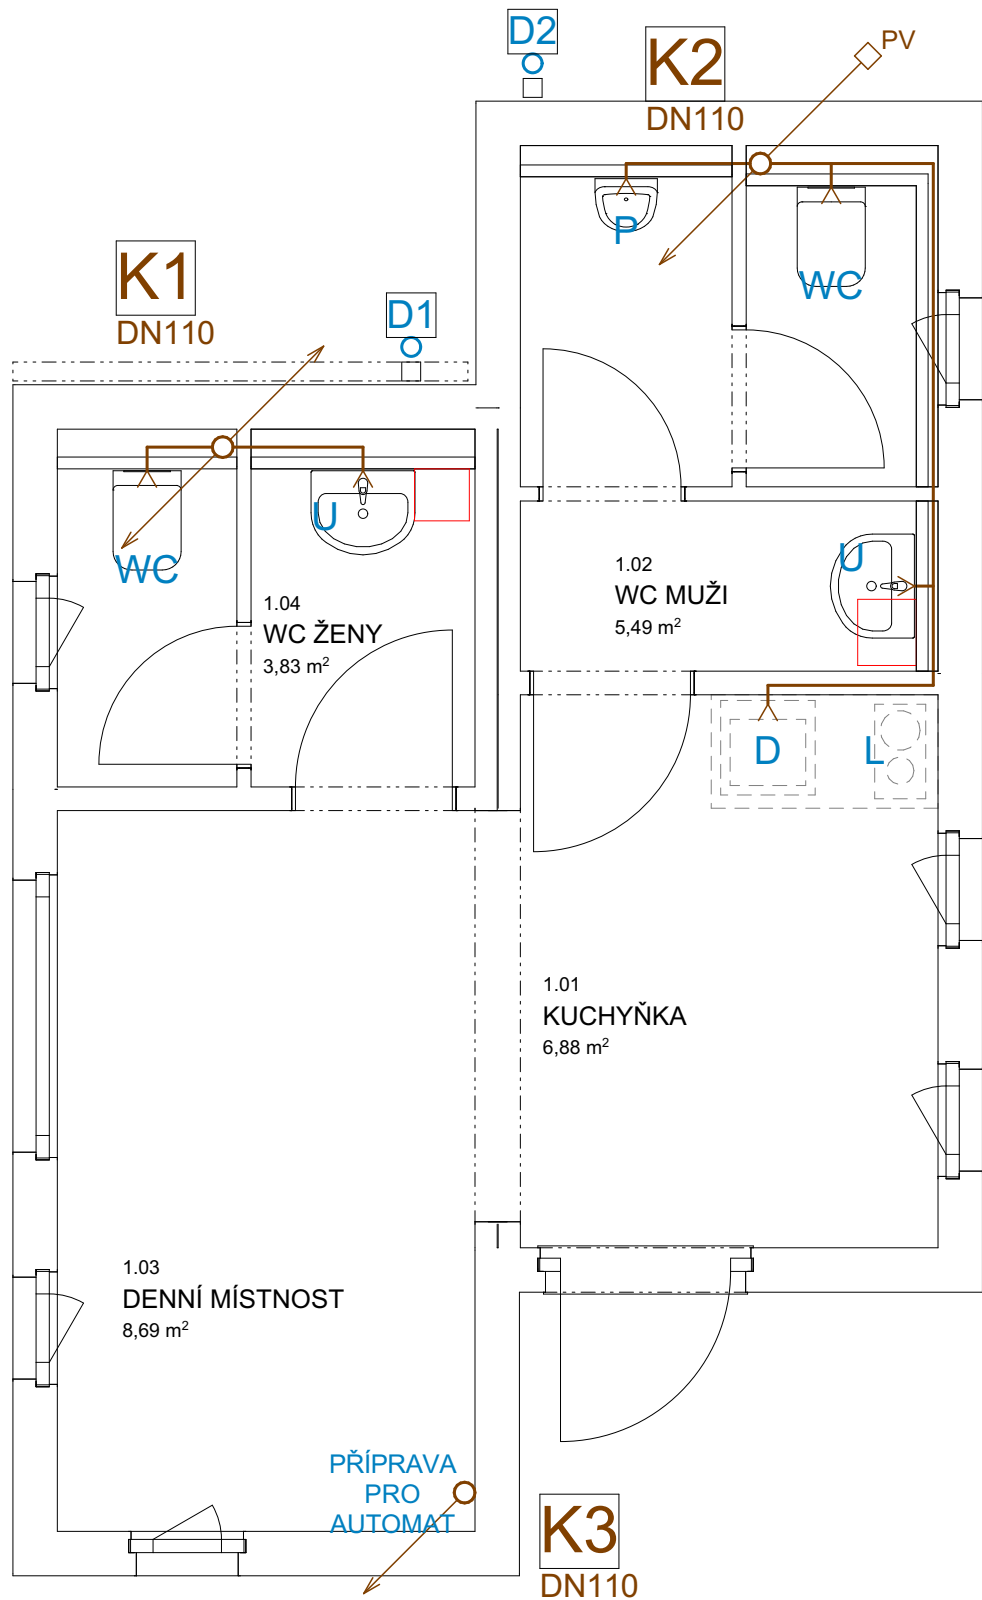 D2
K2
DN110
PV
K1
DN110
D1
P
WC
WC
U
U
1.02
WC MUŽI
5,49 m²
1.04
WC ŽENY
3,83 m²
D
L
1.01
KUCHYŇKA
6,88 m²
1.03
DENNÍ MÍSTNOST
8,69 m²
PŘÍPRAVA
PRO
AUTOMAT
K3
DN110